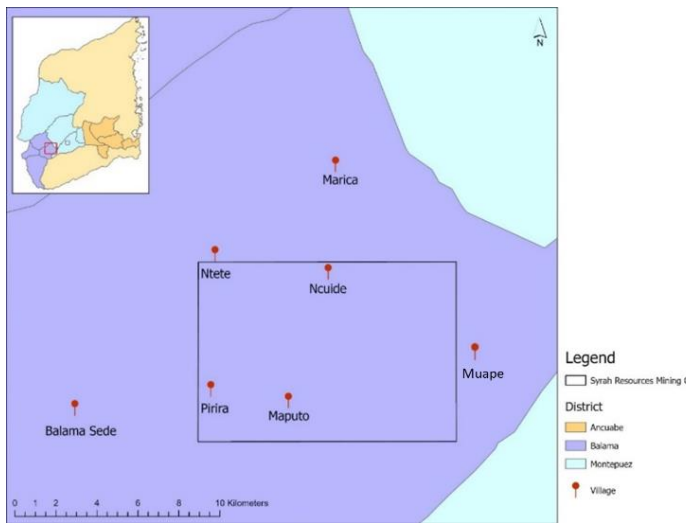 N
Marica
Ntete
Ncuide
Muape
Pirira
Maputo
Balama Sede
0 1 2 4 6 8 10 Kilometers
Legend
Syrah Resources Mining C
District
Ancuabe
Balama
Montepuez
Village